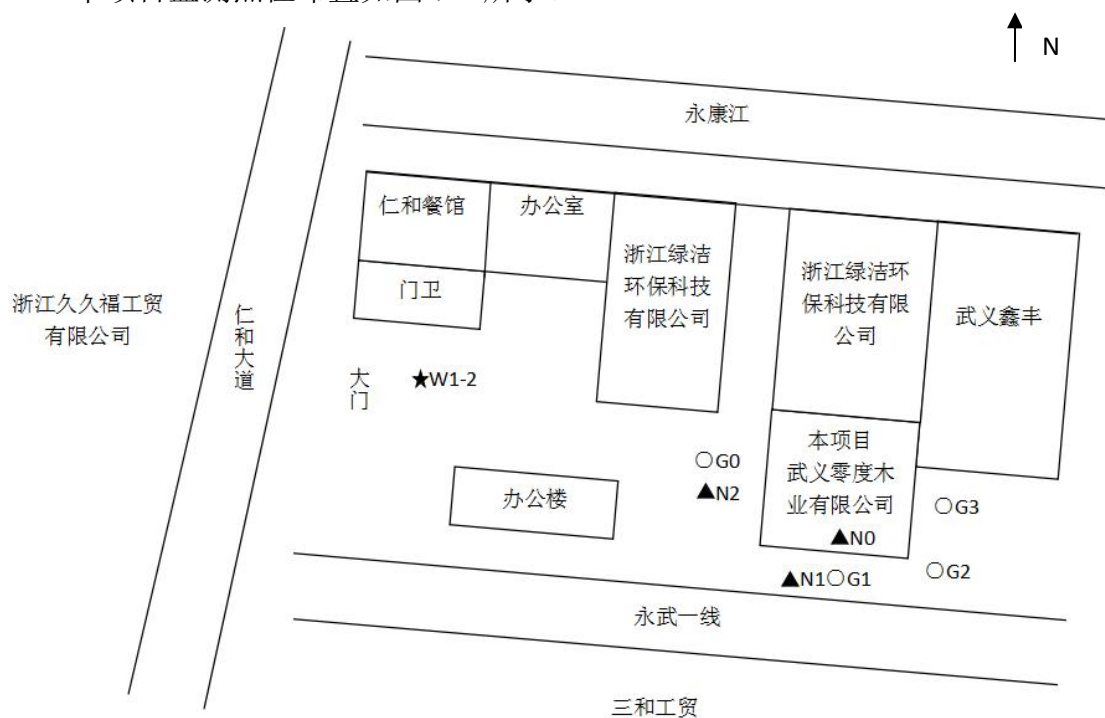 N
永康江
仁和餐馆
办公室
浙江绿洁
环保科技
有限公司
浙江绿洁环
保科技有限
公司
武义鑫丰
门卫
浙江久久福工贸
有限公司
仁和大道
大门
★W1-2
本项目
武义零度木
业有限公司
▲N0
○G0
▲N2
办公楼
○G3
○G2
▲N1○G1
永武一线
三和工贸